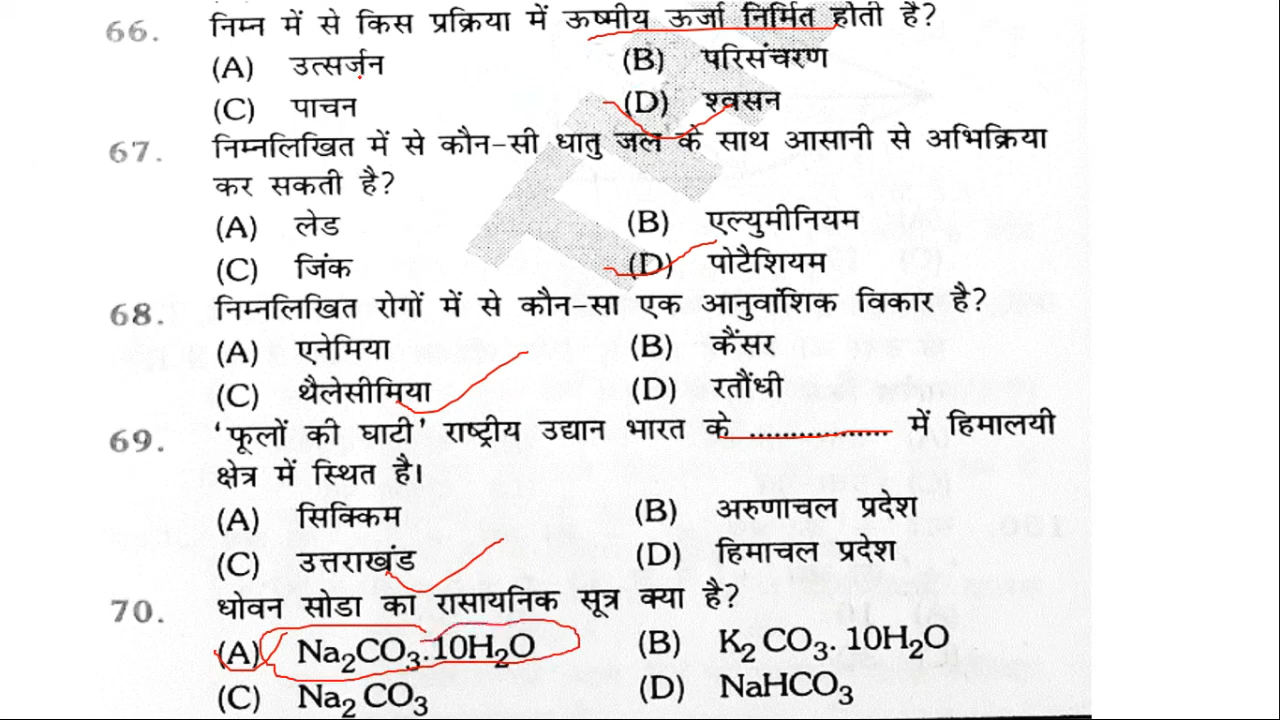 66. निम्न में से किस प्रक्रिया में ऊष्मीय ऊर्जा निर्मित होती है?
(A) उत्सर्जन (B) परिसंचरण
(C) पाचन (D) श्वसन
67. निम्नलिखित में से कौन-सी धातु जल के साथ आसानी से अभिक्रिया
कर सकती है?
(A) लेड (B) एल्युमीनियम
(C) जिंक (D) पोटैशियम
68. निम्नलिखित रोगों में से कौन-सा एक आनुवांशिक विकार है?
(A) एनेमिया (B) कैंसर
(C) थैलेसीमिया (D) रतौंधी
69. 'फूलों की घाटी' राष्ट्रीय उद्यान भारत के ................. में हिमालयी
क्षेत्र में स्थित है।
(A) सिक्किम (B) अरुणाचल प्रदेश
(C) उत्तराखंड (D) हिमाचल प्रदेश
70. धोवन सोडा का रासायनिक सूत्र क्या है?
(A) Na₂CO₃.10H₂O (B) K₂ CO₃. 10H₂O
(C) Na₂ CO₃ (D) NaHCO₃